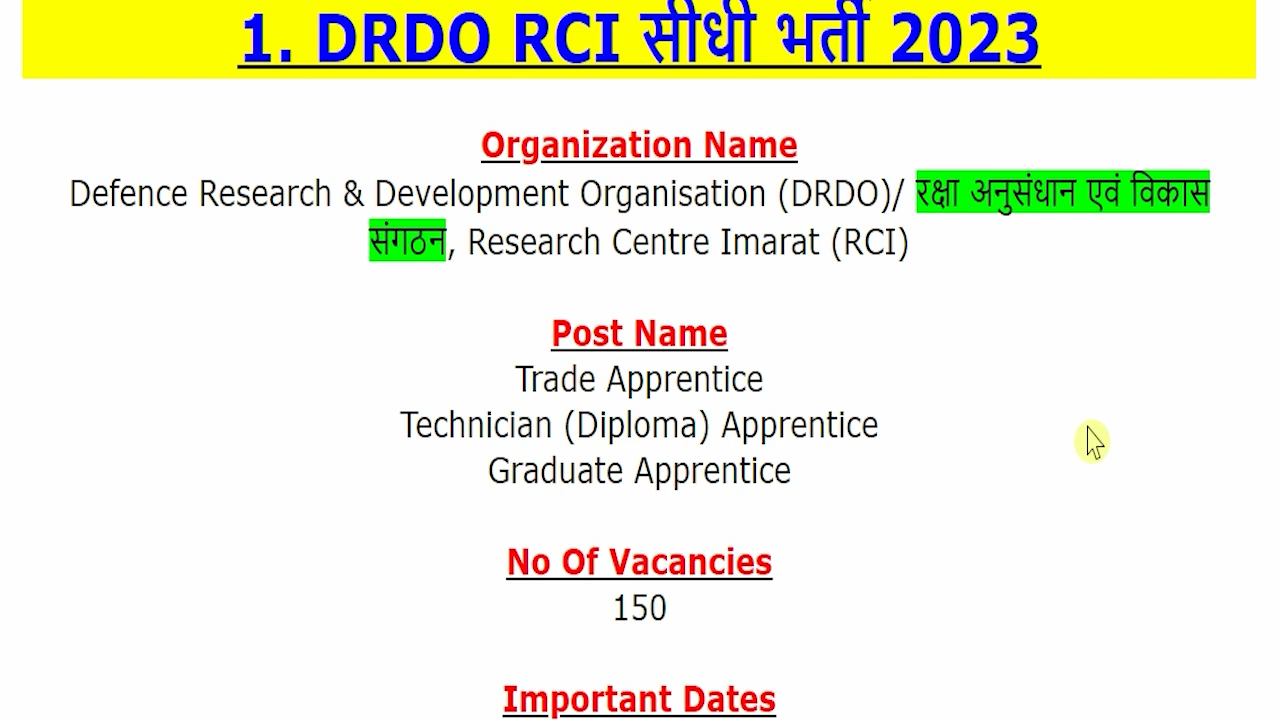 1. DRDO RCI सीधी भर्ती 2023
Organization Name
Defence Research & Development Organisation (DRDO)/ रक्षा अनुसंधान एवं विकास
संगठन, Research Centre Imarat (RCI)
Post Name
Trade Apprentice
Technician (Diploma) Apprentice
Graduate Apprentice
No Of Vacancies
150
Important Dates